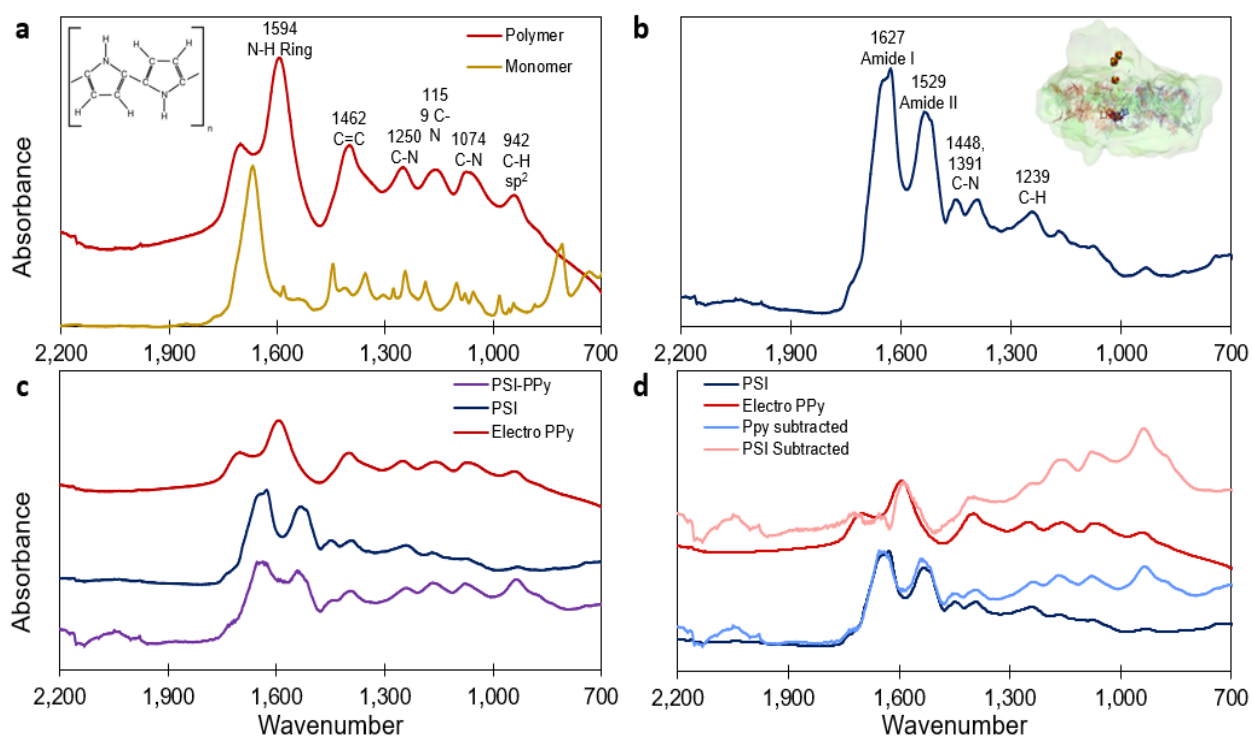 a
H
N
C
C
C
C
H
H
H
H
C
C
C
C
N
H
n
1594
N-H Ring
Polymer
Monomer
1462
C=C
1250
C-N
115
9 C-
N
1074
C-N
942
C-H
sp2
Absorbance
2,200 1,900 1,600 1,300 1,000 700
b
1627
Amide I
1529
Amide II
1448,
1391
C-N
1239
C-H
2,200 1,900 1,600 1,300 1,000 700
c
PSI-PPy
PSI
Electro PPy
Absorbance
2,200 1,900 1,600 1,300 1,000 700
Wavenumber
d
PSI
Electro PPy
Ppy subtracted
PSI Subtracted
2,200 1,900 1,600 1,300 1,000 700
Wavenumber